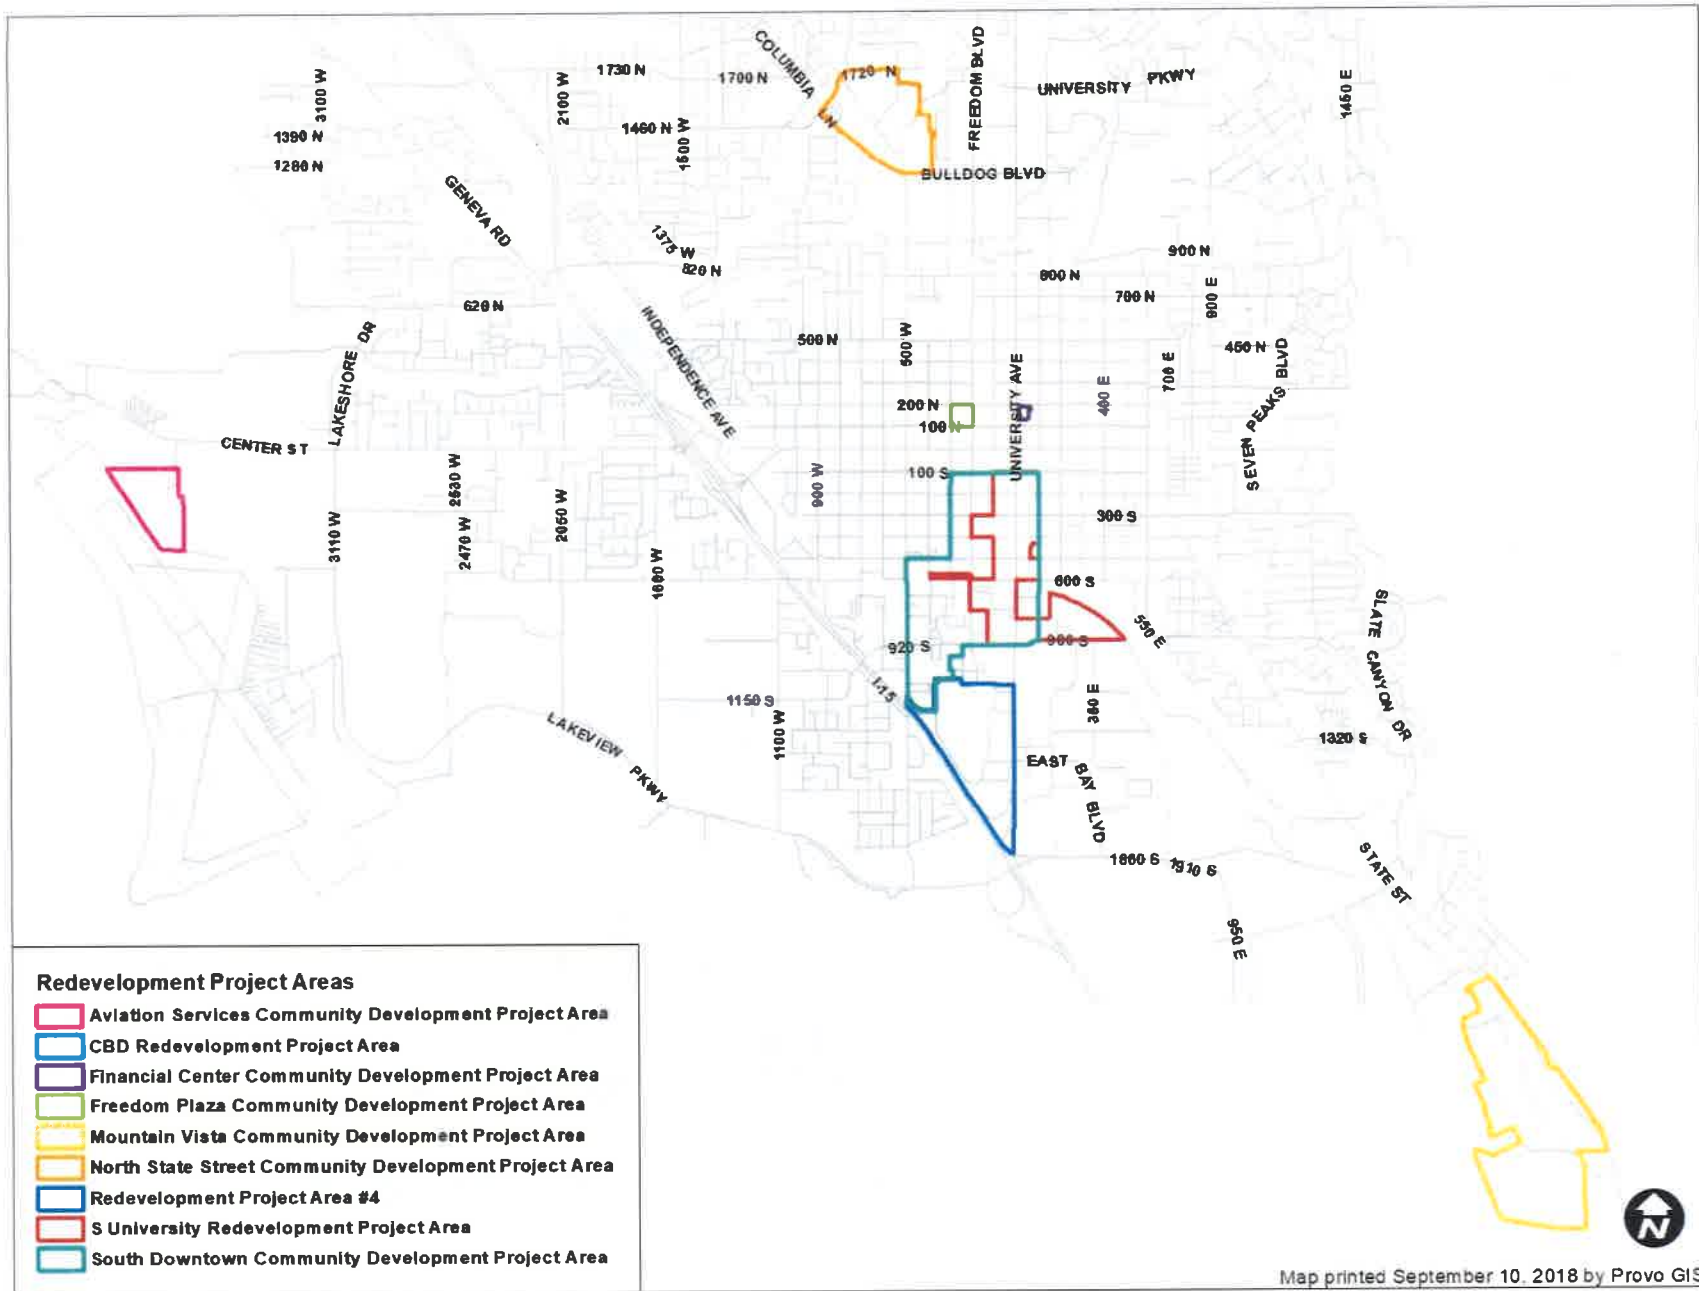 COLUMBIA LN
FREEDOM BLVD
1730 N
1700 N
1720 N
UNIVERSITY PKWY
3100 W
2100 W
1450 E
1390 N
1460 N
1500 W
1280 N
BULLDOG BLVD
GENEVA RD
1375 W
820 N
900 N
800 N
700 N
900 E
620 N
INDEPENDENCE AVE
LAKESHORE DR
500 N
500 W
450 N
UNIVERSITY AVE
700 E
400 E
SEVEN PEAKS BLVD
200 N
100 N
CENTER ST
2530 W
900 W
100 S
2050 W
3110 W
2470 W
300 S
1600 W
600 S
SLATE CANYON DR
550 E
920 S
900 S
I-15
1150 S
360 E
LAKEVIEW PKWY
1100 W
1320 S
EAST BAY BLVD
1860 S
1910 S
STATE ST
950 E
Redevelopment Project Areas
Aviation Services Community Development Project Area
CBD Redevelopment Project Area
Financial Center Community Development Project Area
Freedom Plaza Community Development Project Area
Mountain Vista Community Development Project Area
North State Street Community Development Project Area
Redevelopment Project Area #4
S University Redevelopment Project Area
South Downtown Community Development Project Area
N
Map printed September 10, 2018 by Provo GIS